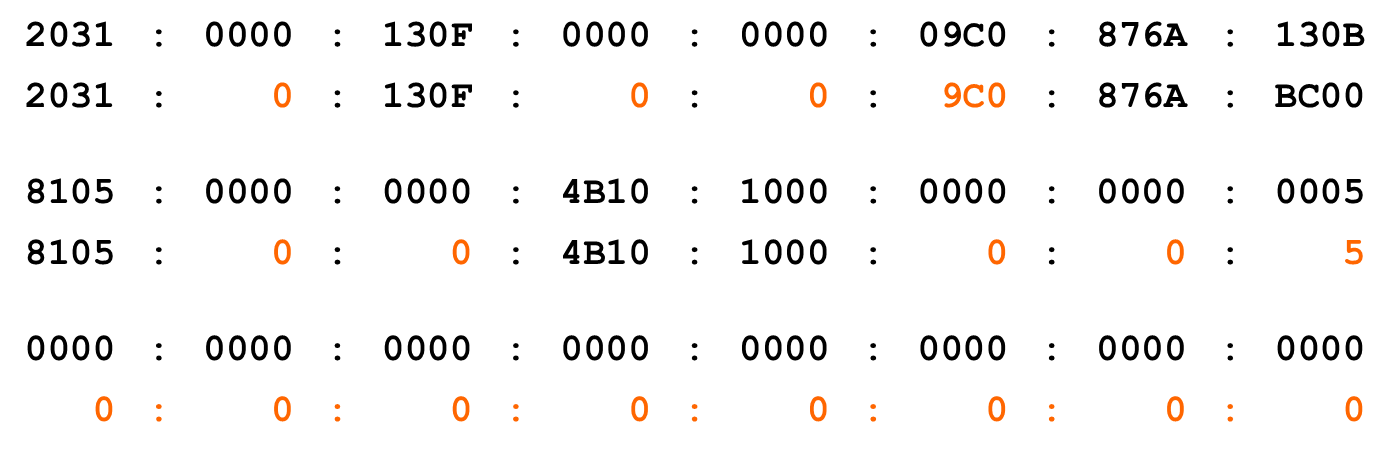 2031 : 0000 : 130F : 0000 : 0000 : 09C0 : 876A : 130B
2031 : 0 : 130F : 0 : 0 : 9C0 : 876A : BC00
8105 : 0000 : 0000 : 4B10 : 1000 : 0000 : 0000 : 0005
8105 : 0 : 0 : 4B10 : 1000 : 0 : 0 : 5
0000 : 0000 : 0000 : 0000 : 0000 : 0000 : 0000 : 0000
0 : 0 : 0 : 0 : 0 : 0 : 0 : 0